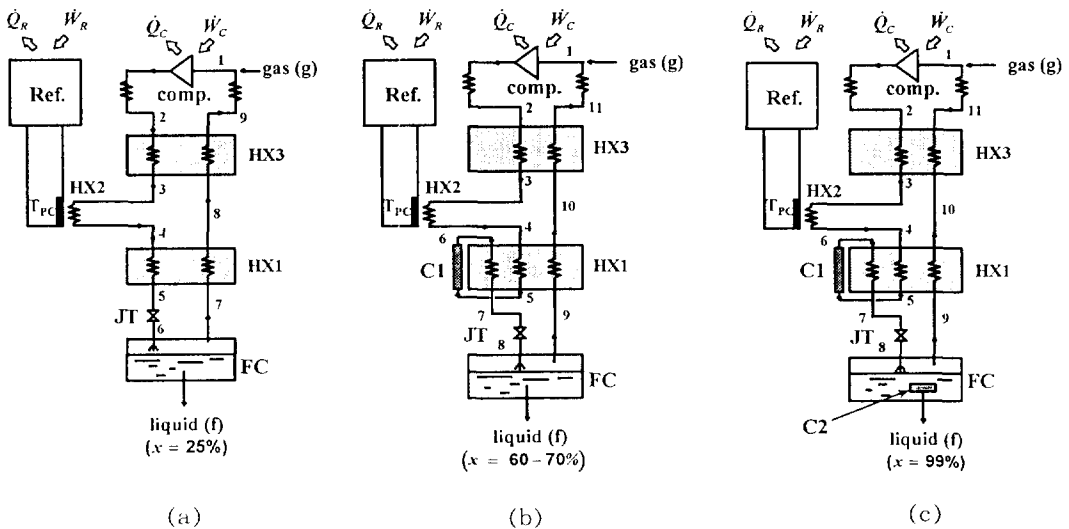 Q̇R ẆR Q̇C ẆC
1
gas (g)
Ref.
comp.
2
9
HX3
3
HX2
TPC
8
4
HX1
5
7
JT
6
FC
liquid (f)
(x = 25%)
(a)
Q̇R ẆR Q̇C ẆC
1
gas (g)
Ref.
comp.
2
11
HX3
3
HX2
TPC
10
6
4
C1
HX1
5
7
9
JT
8
FC
liquid (f)
(x = 60-70%)
(b)
Q̇R ẆR Q̇C ẆC
1
gas (g)
Ref.
comp.
2
11
HX3
3
HX2
TPC
10
6
4
C1
HX1
5
7
9
JT
8
FC
C2
liquid (f)
(x = 99%)
(c)